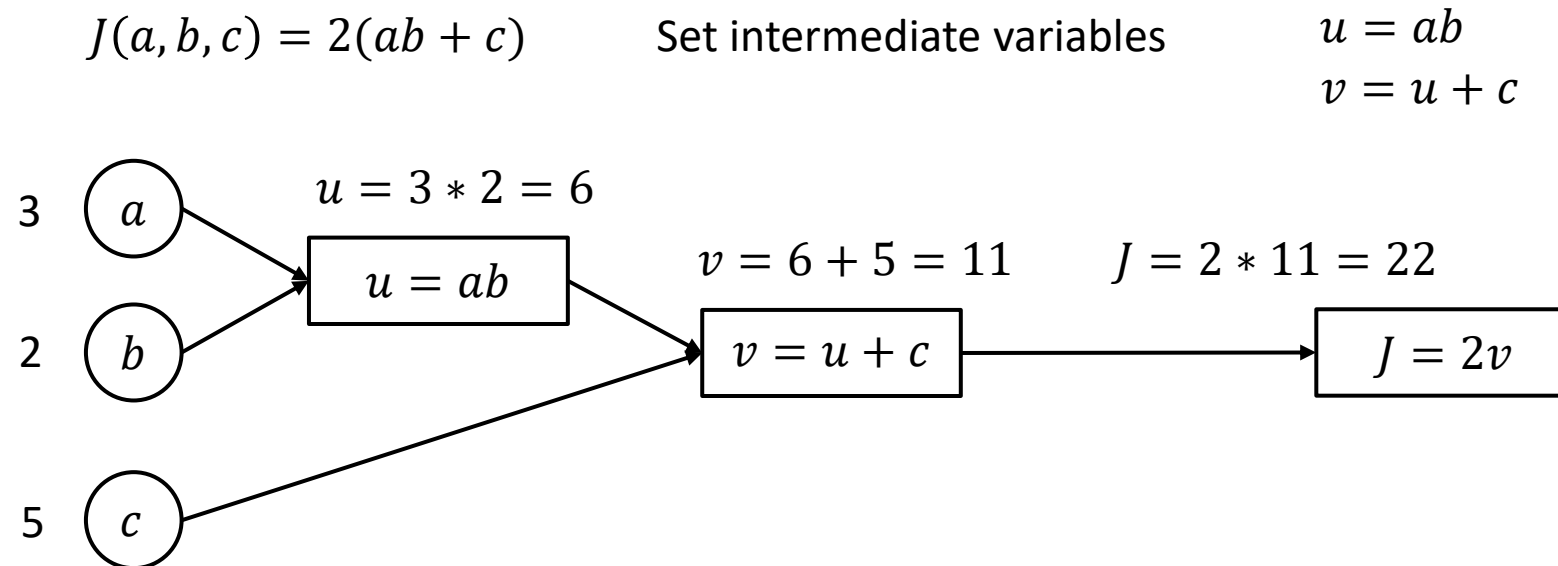 J(a, b, c) = 2(ab + c) Set intermediate variables u = ab
v = u + c
3 a u = 3 ∗ 2 = 6
u = ab v = 6 + 5 = 11 J = 2 ∗ 11 = 22
2 b v = u + c J = 2v
5 c